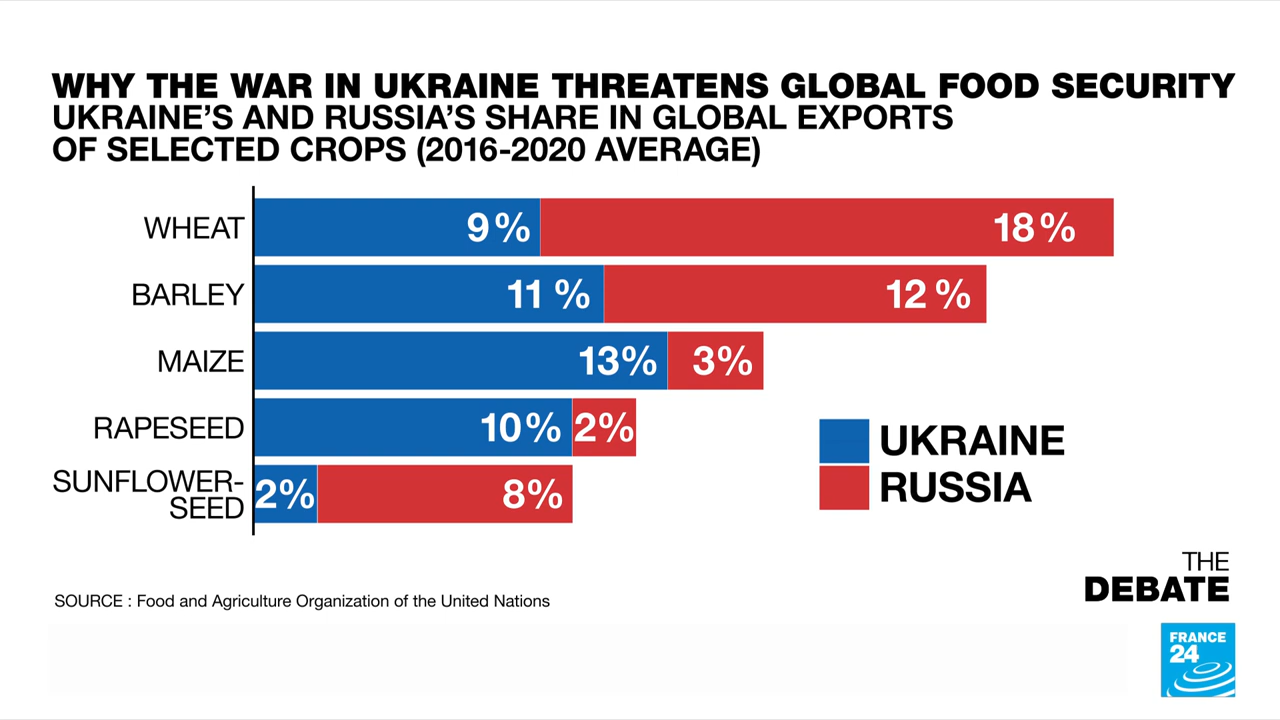 WHY THE WAR IN UKRAINE THREATENS GLOBAL FOOD SECURITY
UKRAINE'S AND RUSSIA'S SHARE IN GLOBAL EXPORTS
OF SELECTED CROPS (2016-2020 AVERAGE)
WHEAT 9% 18%
BARLEY 11 % 12 %
MAIZE 13% 3%
RAPESEED 10% 2%
SUNFLOWER-
SEED 2% 8%
UKRAINE
RUSSIA
THE
DEBATE
SOURCE : Food and Agriculture Organization of the United Nations
FRANCE
24